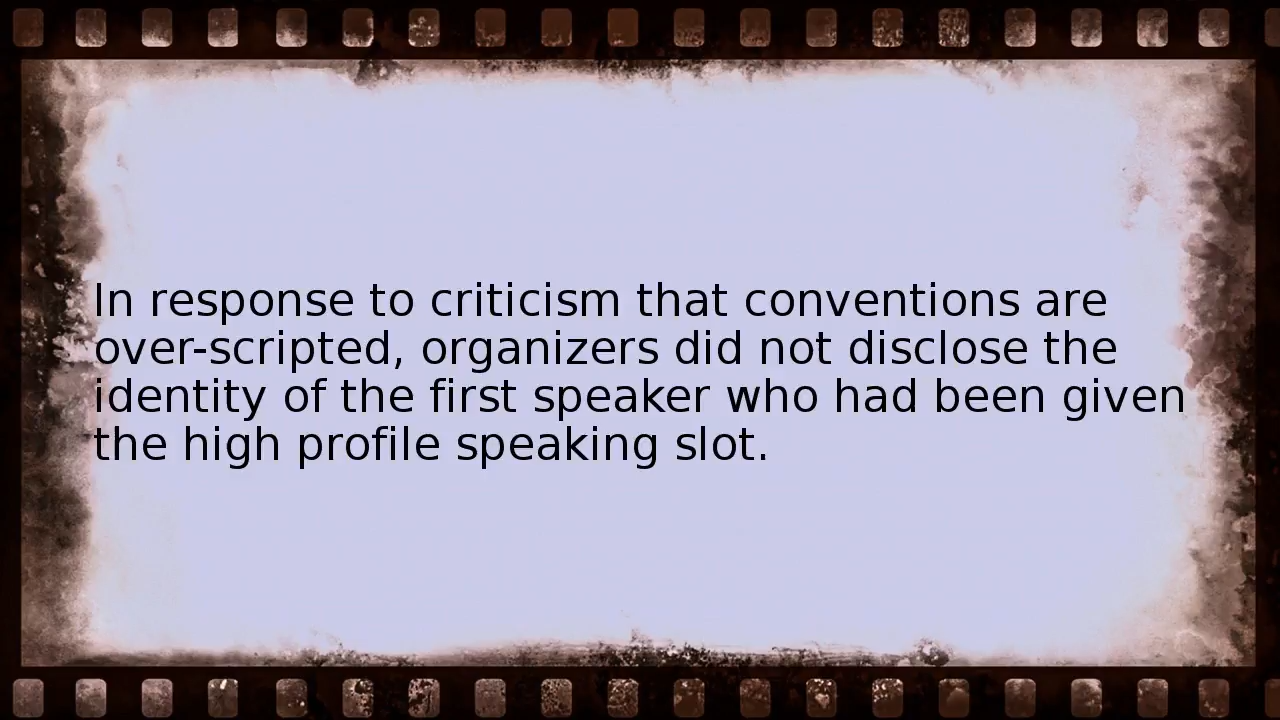 In response to criticism that conventions are
over-scripted, organizers did not disclose the
identity of the first speaker who had been given
the high profile speaking slot.